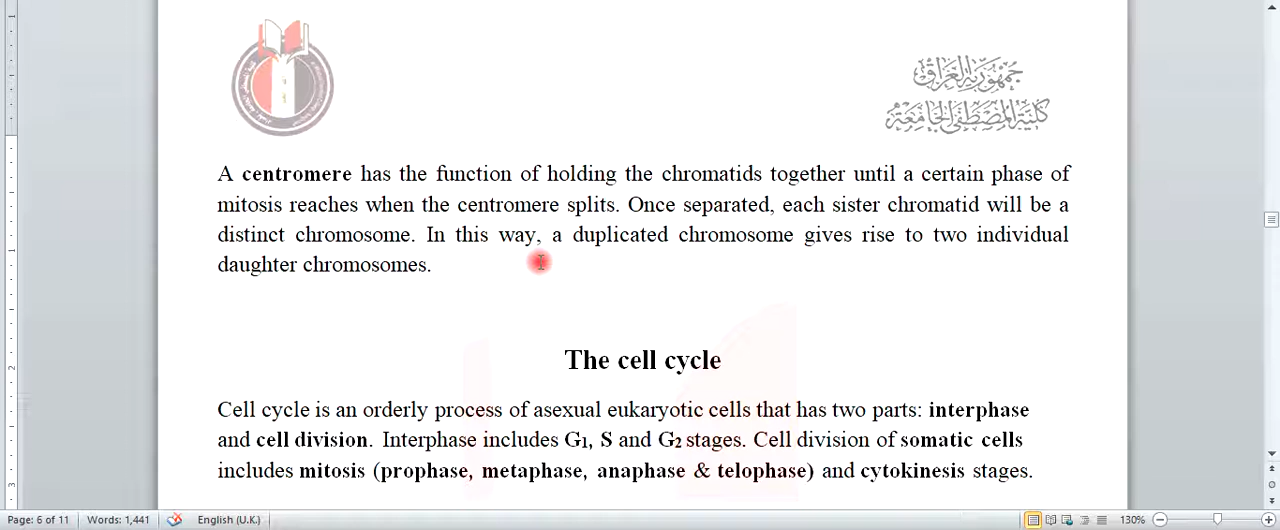 جمهورية العراق
كلية المصطفى الجامعة
A centromere has the function of holding the chromatids together until a certain phase of
mitosis reaches when the centromere splits. Once separated, each sister chromatid will be a
distinct chromosome. In this way, a duplicated chromosome gives rise to two individual
daughter chromosomes.
The cell cycle
Cell cycle is an orderly process of asexual eukaryotic cells that has two parts: interphase
and cell division. Interphase includes G1, S and G2 stages. Cell division of somatic cells
includes mitosis (prophase, metaphase, anaphase & telophase) and cytokinesis stages.
Page: 6 of 11 Words: 1,441 English (U.K.) 130%